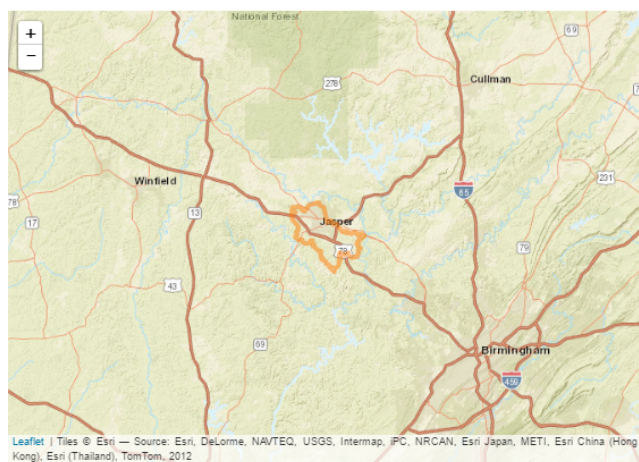 National Forest
+
−
69
278
Cullman
7
Winfield
65
231
78
17
13
Jasper
78
79
43
69
Birmingham
459
Leaflet | Tiles © Esri — Source: Esri, DeLorme, NAVTEQ, USGS, Intermap, iPC, NRCAN, Esri Japan, METI, Esri China (Hong
Kong), Esri (Thailand), TomTom, 2012